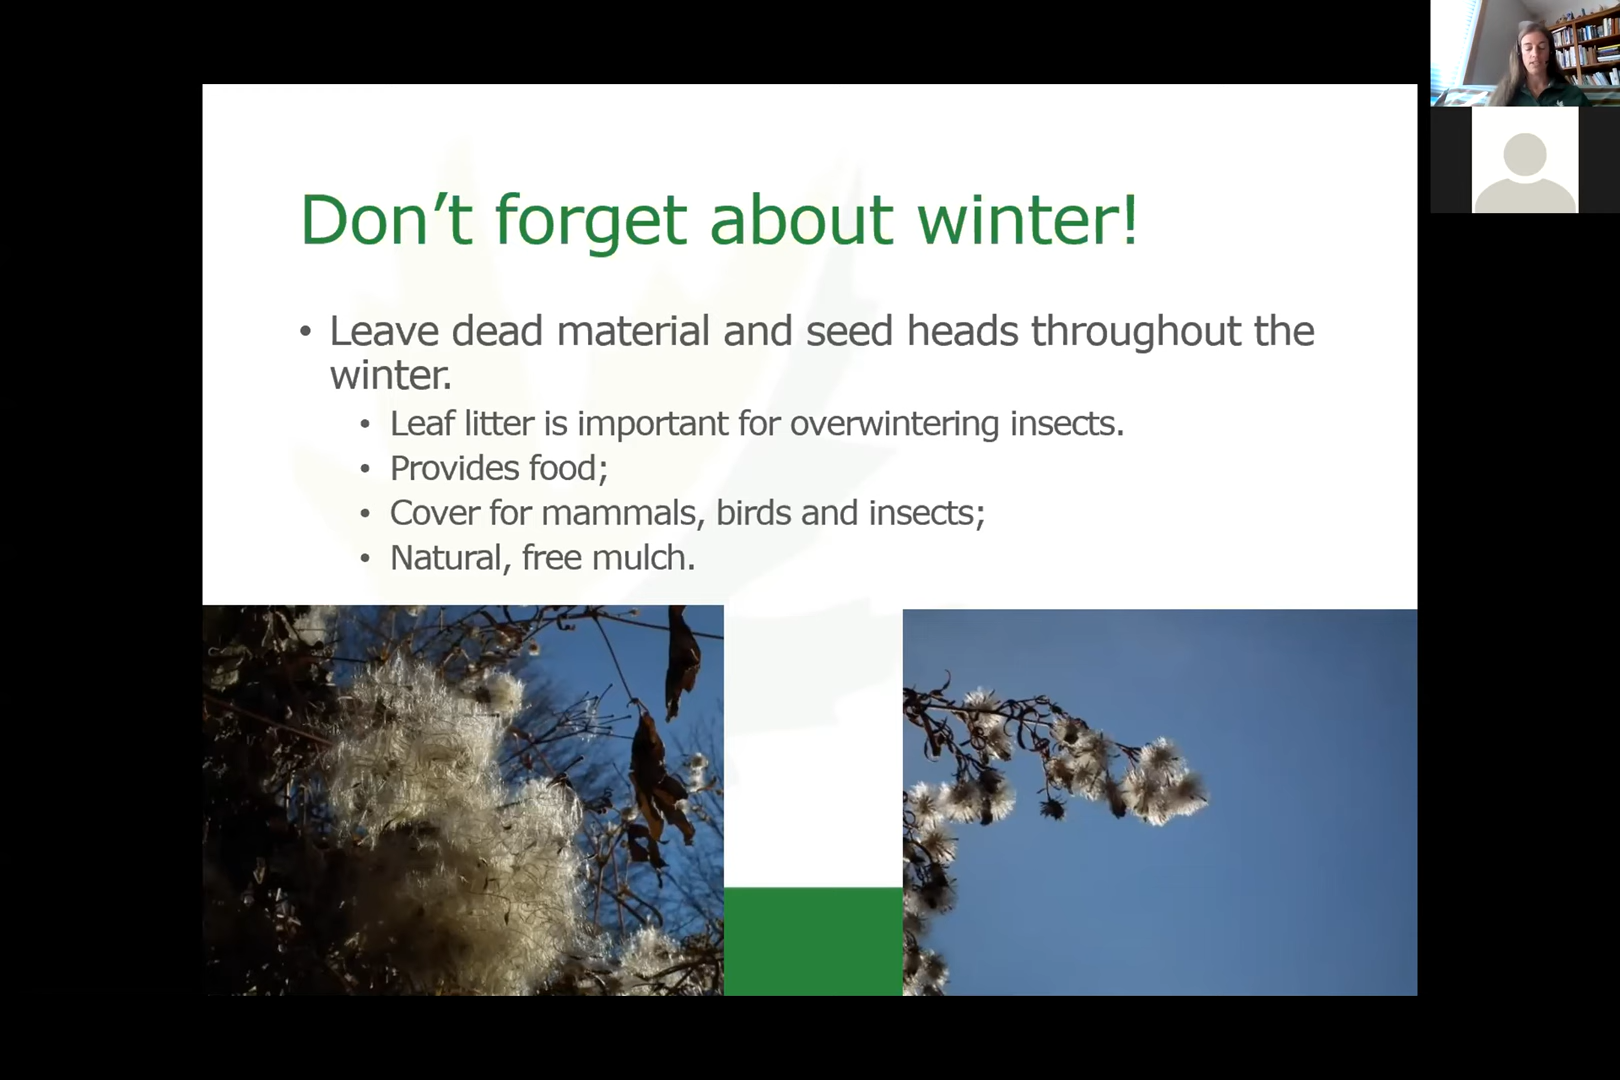 Don’t forget about winter!
• Leave dead material and seed heads throughout the
winter.
• Leaf litter is important for overwintering insects.
• Provides food;
• Cover for mammals, birds and insects;
• Natural, free mulch.